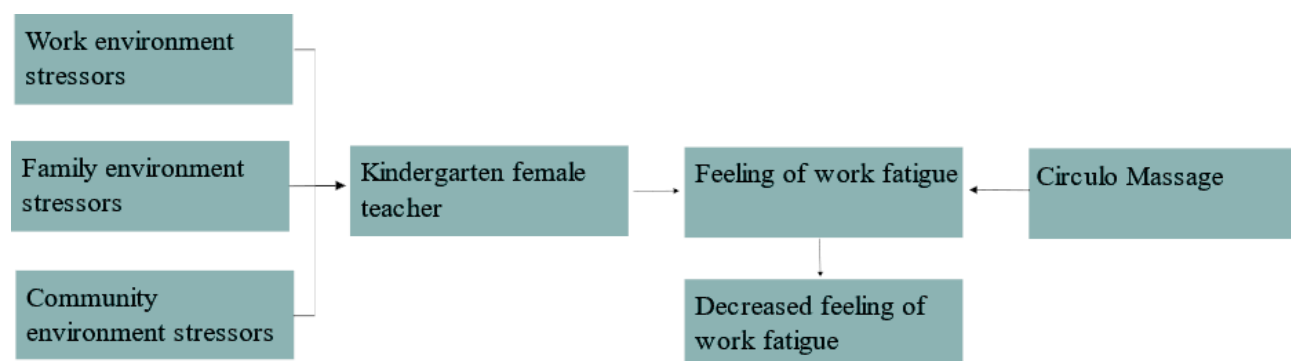 Work environment
stressors
Family environment
stressors
Community
environment stressors
Kindergarten female
teacher
Feeling of work fatigue
Decreased feeling of
work fatigue
Circulo Massage